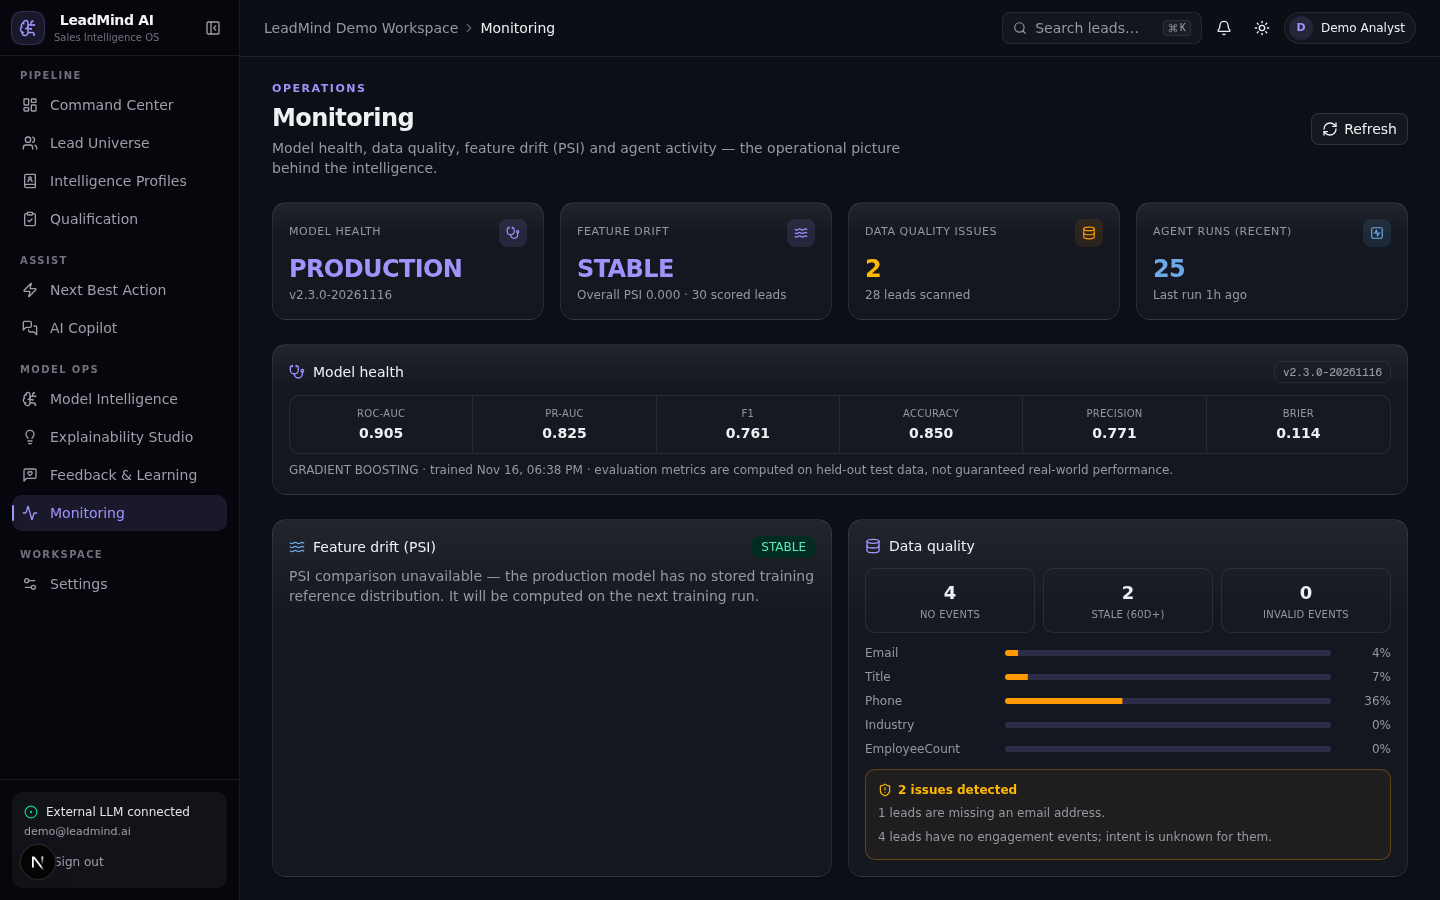 LeadMind AI
Sales Intelligence OS
PIPELINE
Command Center
Lead Universe
Intelligence Profiles
Qualification
ASSIST
Next Best Action
AI Copilot
MODEL OPS
Model Intelligence
Explainability Studio
Feedback & Learning
Monitoring
WORKSPACE
Settings
External LLM connected
demo@leadmind.ai
N
Sign out
LeadMind Demo Workspace > Monitoring
Search leads…
⌘K
D
Demo Analyst
OPERATIONS
Monitoring
Model health, data quality, feature drift (PSI) and agent activity — the operational picture
behind the intelligence.
Refresh
MODEL HEALTH
PRODUCTION
v2.3.0-20261116
FEATURE DRIFT
STABLE
Overall PSI 0.000 · 30 scored leads
DATA QUALITY ISSUES
2
28 leads scanned
AGENT RUNS (RECENT)
25
Last run 1h ago
Model health
v2.3.0-20261116
ROC-AUC
0.905
PR-AUC
0.825
F1
0.761
ACCURACY
0.850
PRECISION
0.771
BRIER
0.114
GRADIENT BOOSTING · trained Nov 16, 06:38 PM · evaluation metrics are computed on held-out test data, not guaranteed real-world performance.
Feature drift (PSI)
STABLE
PSI comparison unavailable — the production model has no stored training
reference distribution. It will be computed on the next training run.
Data quality
4
NO EVENTS
2
STALE (60D+)
0
INVALID EVENTS
Email 4%
Title 7%
Phone 36%
Industry 0%
EmployeeCount 0%
2 issues detected
1 leads are missing an email address.
4 leads have no engagement events; intent is unknown for them.